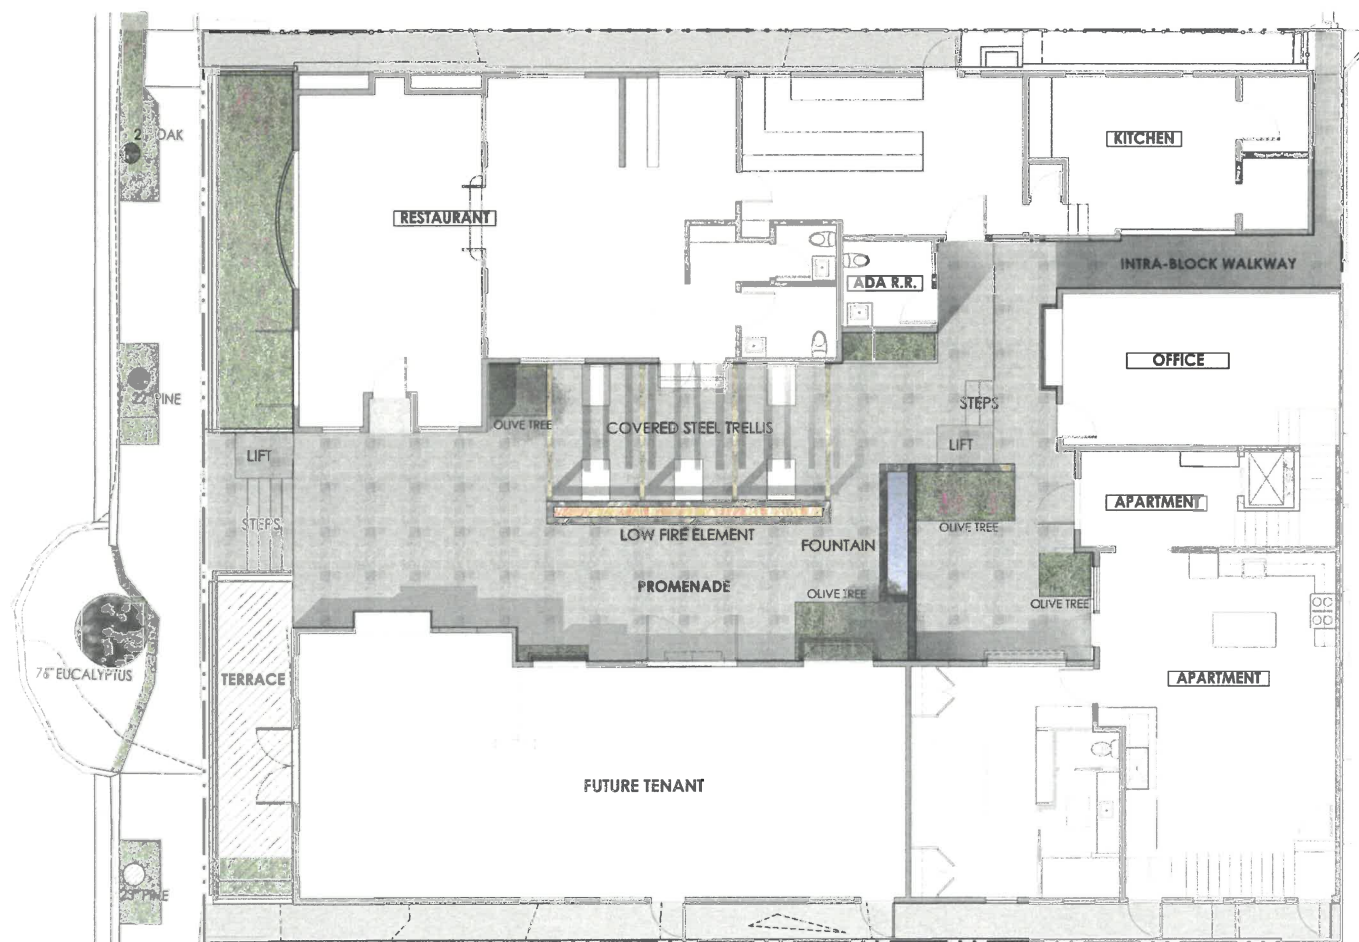 OAK
KITCHEN
RESTAURANT
INTRA-BLOCK WALKWAY
ADA R.R.
OFFICE
22" PINE
STEPS
OLIVE TREE
COVERED STEEL TRELLIS
LIFT
LIFT
APARTMENT
STEPS
OLIVE TREE
LOW FIRE ELEMENT
FOUNTAIN
PROMENADE
OLIVE TREE
OLIVE TREE
EUCALYPTUS
TERRACE
APARTMENT
FUTURE TENANT
23" PINE